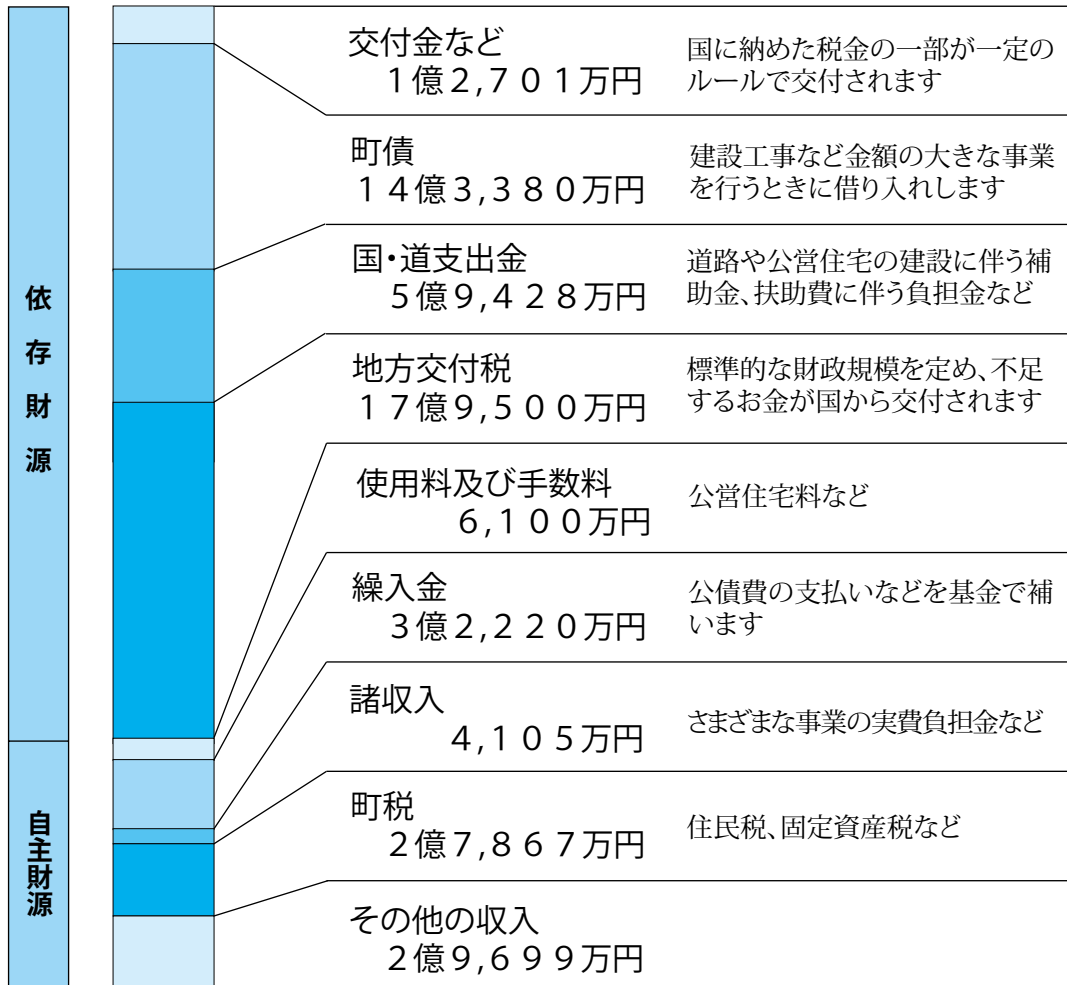 依存財源
交付金など
1億2,701万円
国に納めた税金の一部が一定の
ルールで交付されます
町債
14億3,380万円
建設工事など金額の大きな事業
を行うときに借り入れします
国・道支出金
5億9,428万円
道路や公営住宅の建設に伴う補
助金、扶助費に伴う負担金など
地方交付税
17億9,500万円
標準的な財政規模を定め、不足
するお金が国から交付されます
自主財源
使用料及び手数料
6,100万円
公営住宅料など
繰入金
3億2,220万円
公債費の支払いなどを基金で補
います
諸収入
4,105万円
さまざまな事業の実費負担金など
町税
2億7,867万円
住民税、固定資産税など
その他の収入
2億9,699万円